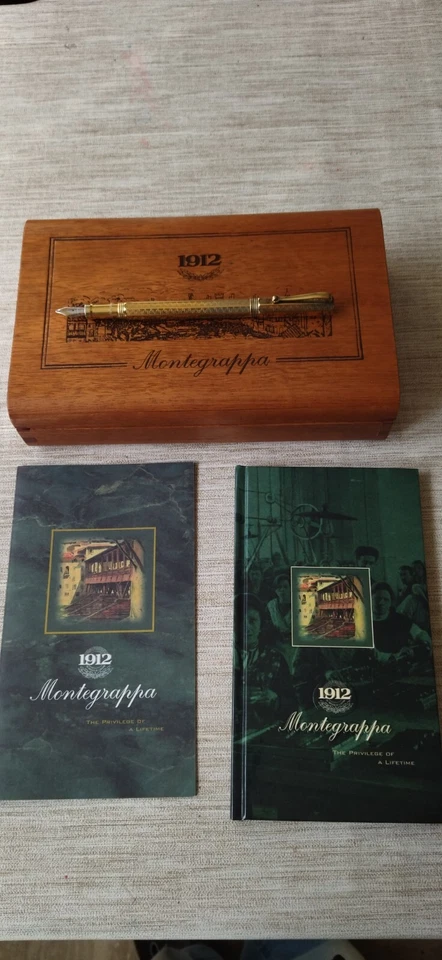 1912
Montegrappa
1912
Montegrappa
THE PRIVILEGE OF
A LIFETIME
1912
Montegrappa
THE PRIVILEGE OF
A LIFETIME